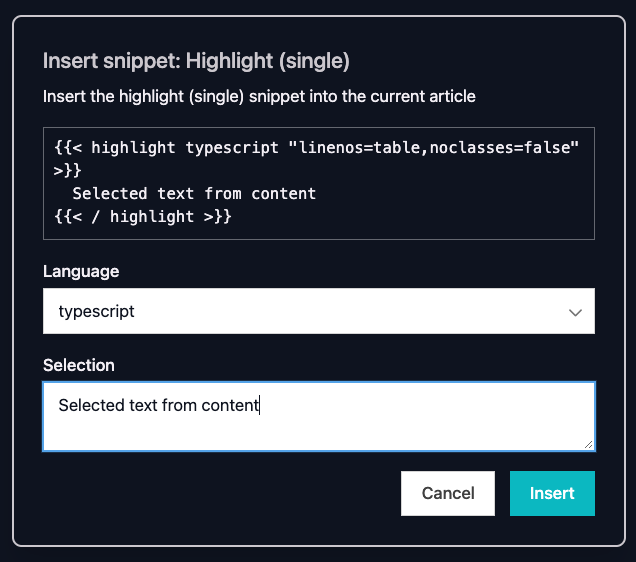 Insert snippet: Highlight (single)
Insert the highlight (single) snippet into the current article
{{< highlight typescript "linenos=table,noclasses=false"
>}}
  Selected text from content
{{< / highlight >}}
Language
typescript
Selection
Selected text from content
Cancel Insert